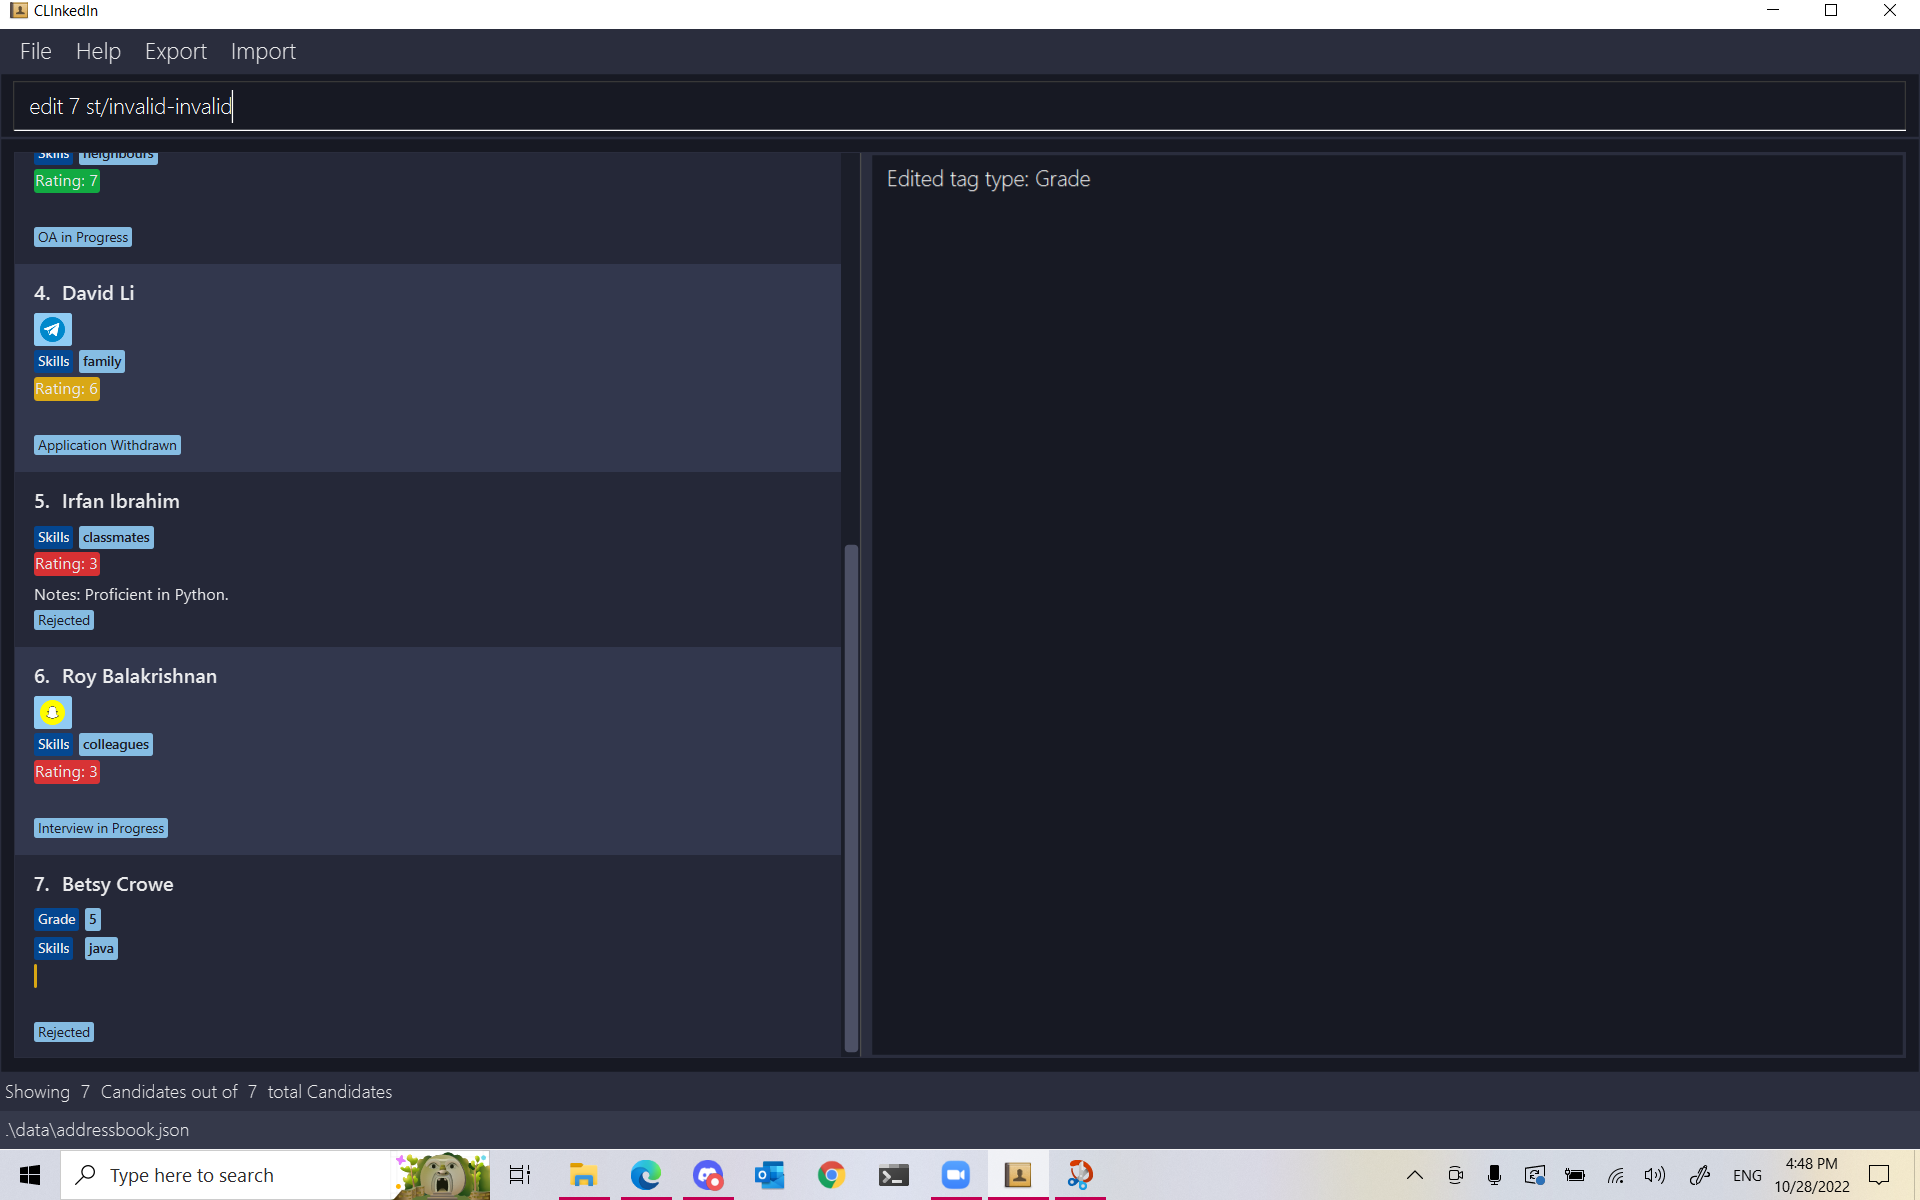 CLInkedIn
File Help Export Import
edit 7 st/invalid-invalid
Skills neighbours
Rating: 7
OA in Progress
4. David Li
Skills family
Rating: 6
Application Withdrawn
5. Irfan Ibrahim
Skills classmates
Rating: 3
Notes: Proficient in Python.
Rejected
6. Roy Balakrishnan
Skills colleagues
Rating: 3
Interview in Progress
7. Betsy Crowe
Grade 5
Skills java
Rejected
Edited tag type: Grade
Showing 7 Candidates out of 7 total Candidates
.\data\addressbook.json
Type here to search
ENG
4:48 PM
10/28/2022